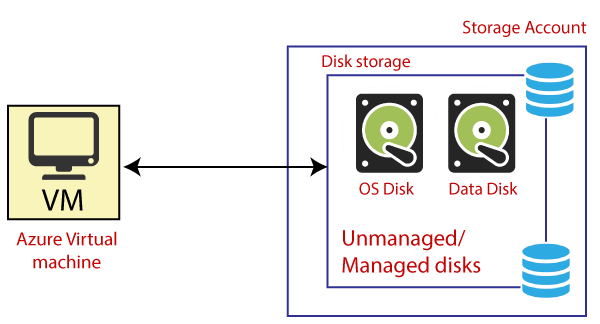 Storage Account
Disk storage
OS Disk
Data Disk
VM
Azure Virtual
machine
Unmanaged/
Managed disks